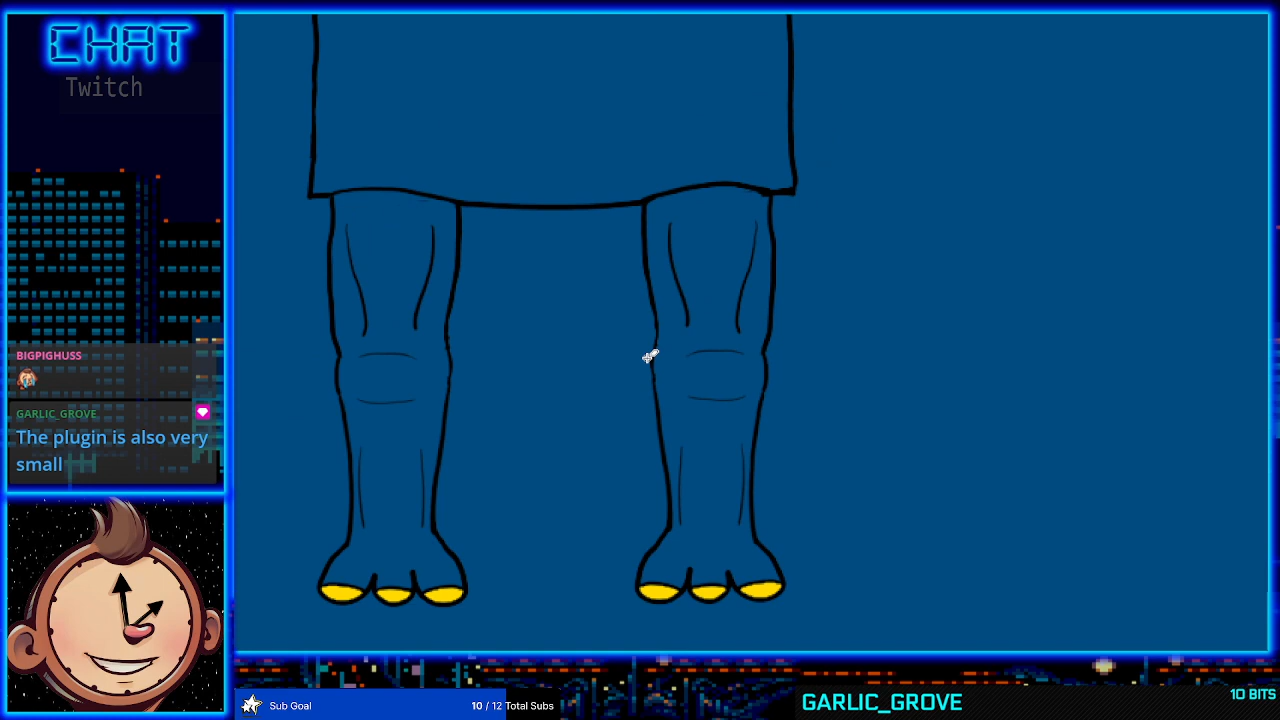 CHAT
Twitch
BIGPIGHUSS
GARLIC_GROVE
The plugin is also very
small
Sub Goal
10 / 12 Total Subs
GARLIC_GROVE
10 BITS